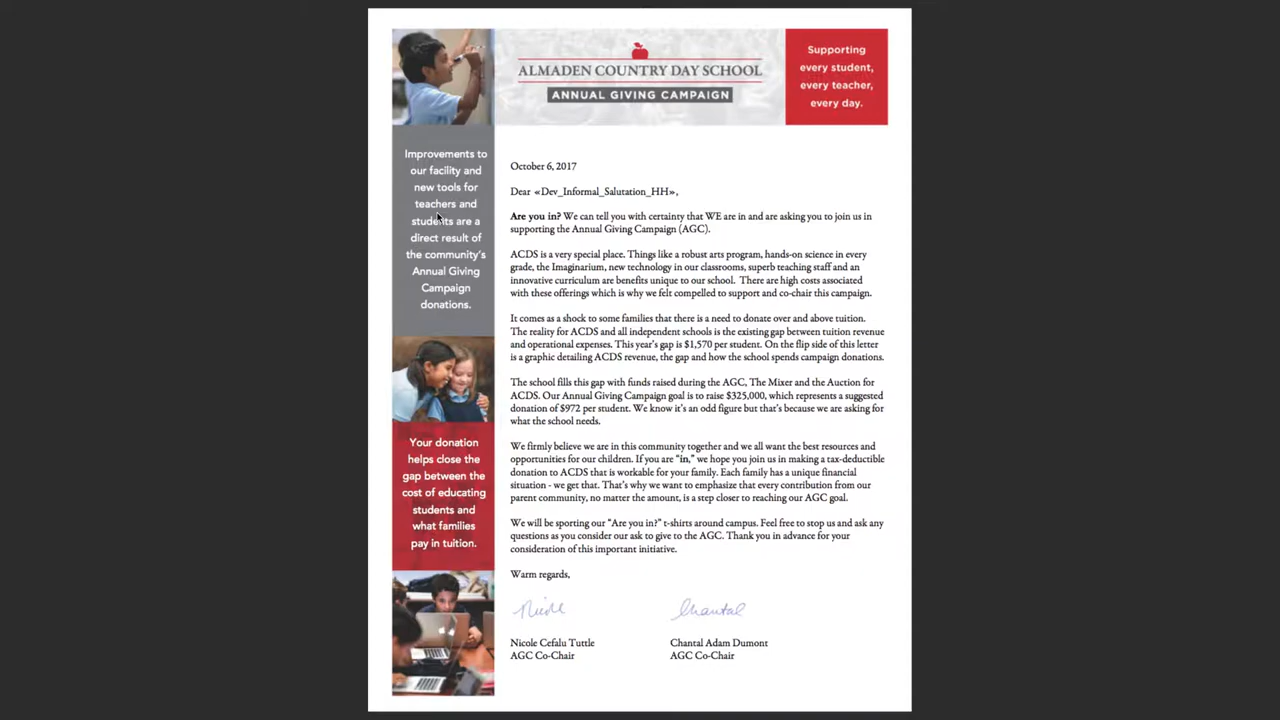 ALMADEN COUNTRY DAY SCHOOL
ANNUAL GIVING CAMPAIGN
Supporting
every student,
every teacher,
every day.
Improvements to
our facility and
new tools for
teachers and
students are a
direct result of
the community's
Annual Giving
Campaign
donations.
Your donation
helps close the
gap between the
cost of educating
students and
what families
pay in tuition.
October 6, 2017
Dear «Dev_Informal_Salutation_HH»,
Are you in? We can tell you with certainty that WE are in and are asking you to join us in
supporting the Annual Giving Campaign (AGC).
ACDS is a very special place. Things like a robust arts program, hands-on science in every
grade, the Imaginarium, new technology in our classrooms, superb teaching staff and an
innovative curriculum are benefits unique to our school. There are high costs associated
with these offerings which is why we felt compelled to support and co-chair this campaign.
It comes as a shock to some families that there is a need to donate over and above tuition.
The reality for ACDS and all independent schools is the existing gap between tuition revenue
and operational expenses. This year's gap is $1,570 per student. On the flip side of this letter
is a graphic detailing ACDS revenue, the gap and how the school spends campaign donations.
The school fills this gap with funds raised during the AGC, The Mixer and the Auction for
ACDS. Our Annual Giving Campaign goal is to raise $325,000, which represents a suggested
donation of $972 per student. We know it's an odd figure but that's because we are asking for
what the school needs.
We firmly believe we are in this community together and we all want the best resources and
opportunities for our children. If you are "in," we hope you join us in making a tax-deductible
donation to ACDS that is workable for your family. Each family has a unique financial
situation - we get that. That's why we want to emphasize that every contribution from our
parent community, no matter the amount, is a step closer to reaching our AGC goal.
We will be sporting our "Are you in?" t-shirts around campus. Feel free to stop us and ask any
questions as you consider our ask to give to the AGC. Thank you in advance for your
consideration of this important initiative.
Warm regards,
Nicole Chantal
Nicole Cefalu Tuttle Chantal Adam Dumont
AGC Co-Chair AGC Co-Chair